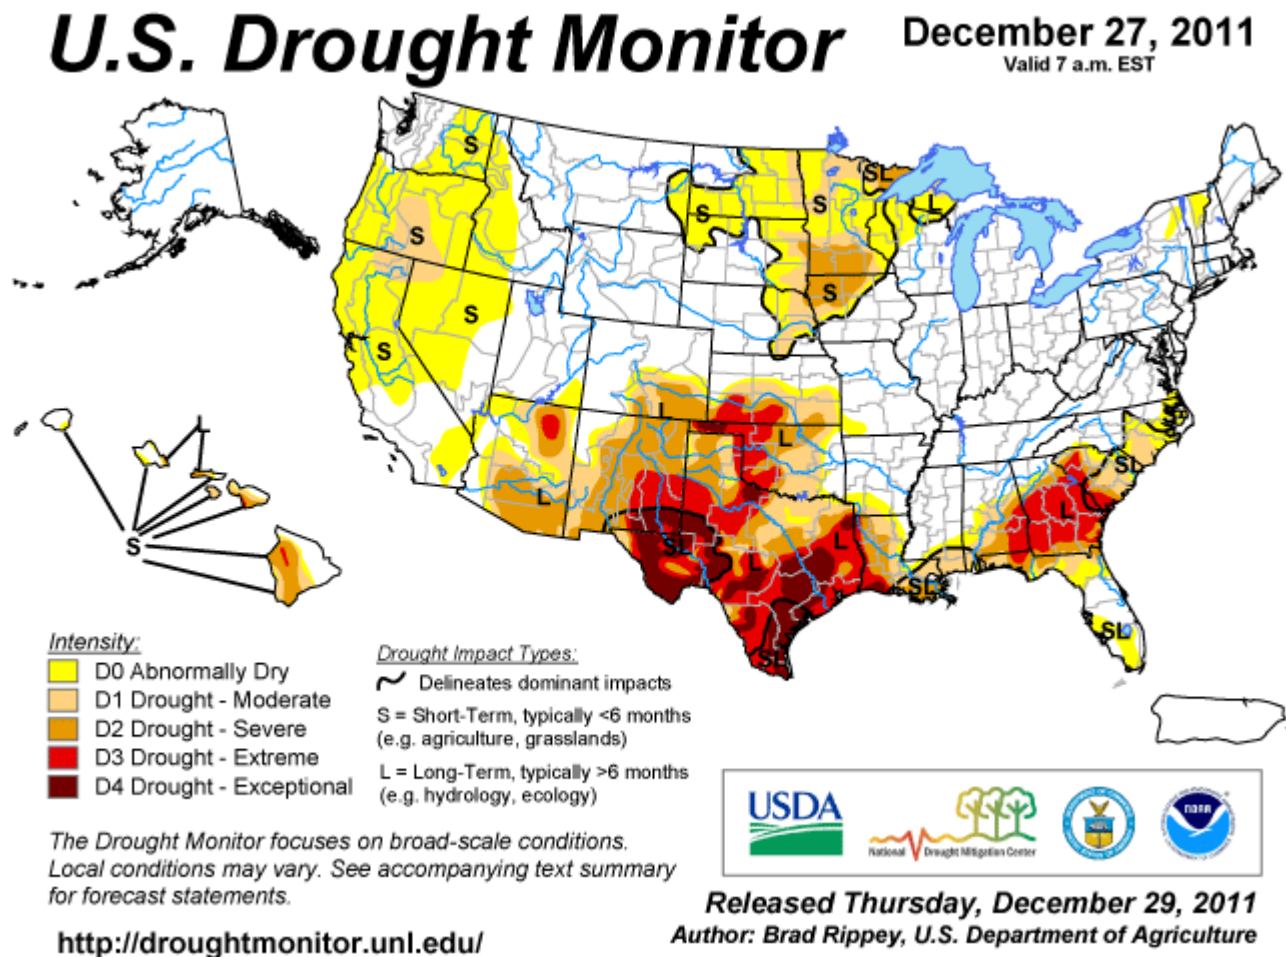 U.S. Drought Monitor
December 27, 2011
Valid 7 a.m. EST
S
S
S
S
S
S
S
SL
L
L
L
L
SL
L
L
SL
L
SL
SL
SL
L
S
Intensity:
D0 Abnormally Dry
D1 Drought - Moderate
D2 Drought - Severe
D3 Drought - Extreme
D4 Drought - Exceptional
Drought Impact Types:
Delineates dominant impacts
S = Short-Term, typically <6 months
(e.g. agriculture, grasslands)
L = Long-Term, typically >6 months
(e.g. hydrology, ecology)
The Drought Monitor focuses on broad-scale conditions.
Local conditions may vary. See accompanying text summary
for forecast statements.
http://droughtmonitor.unl.edu/
USDA
National Drought Mitigation Center
NOAA
Released Thursday, December 29, 2011
Author: Brad Rippey, U.S. Department of Agriculture